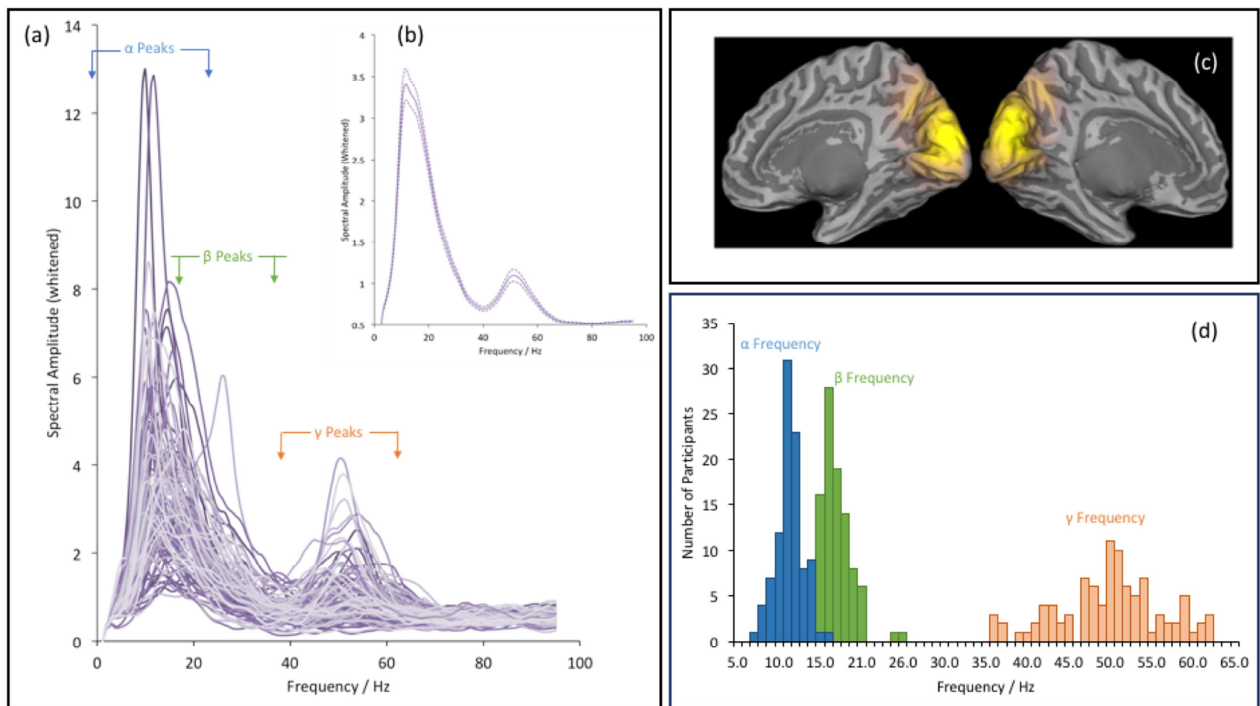 (a)
14
12
10
8
6
4
2
0
Spectral Amplitude (whitened)
α Peaks
β Peaks
γ Peaks
0 20 40 60 80 100
Frequency / Hz
(b)
4
3.5
3
2.5
2
1.5
1
0.5
Spectral Amplitude (Whitened)
0 20 40 60 80 100
Frequency / Hz
(c)
(d)
35
30
25
20
15
10
5
0
Number of Participants
α Frequency
β Frequency
γ Frequency
5.0 10.0 15.0 21.0 26.0 30.0 35.0 40.0 45.0 50.0 55.0 60.0 65.0
Frequency / Hz